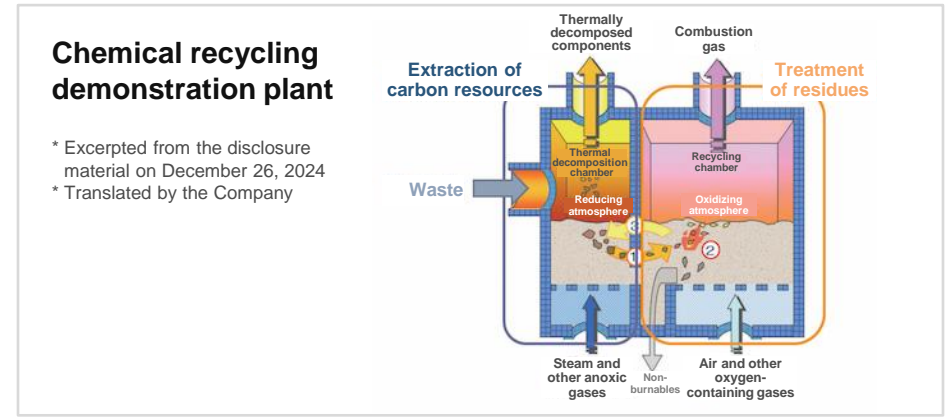 Chemical recycling
demonstration plant
* Excerpted from the disclosure
material on December 26, 2024
* Translated by the Company
Thermally
decomposed
components
Combustion
gas
Extraction of
carbon resources
Treatment
of residues
Waste
Thermal
decomposition
chamber
Recycling
chamber
Reducing
atmosphere
Oxidizing
atmosphere
3
1
2
Steam and
other anoxic
gases
Non-
burnables
Air and other
oxygen-
containing gases